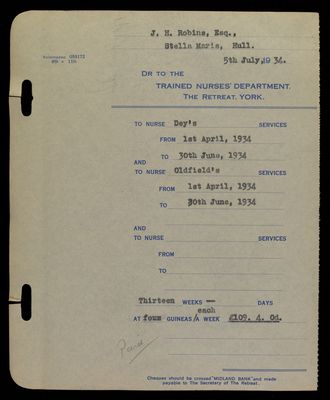 J. H. Robins, Esq.,
Stella Maris, Hull.
5th July, 19 34.
DR TO THE
TRAINED NURSES' DEPARTMENT.
THE RETREAT, YORK.
TO NURSE Dey's SERVICES
FROM 1st April, 1934
TO 30th June, 1934
AND
TO NURSE Oldfield's SERVICES
FROM 1st April, 1934
TO 30th June, 1934
AND
TO NURSE SERVICES
FROM
TO
Thirteen WEEKS — DAYS
each
AT four GUINEAS /A WEEK £109. 4. 0d.
Paid
Cheques should be crossed "MIDLAND BANK" and made
payable to The Secretary of The Retreat.